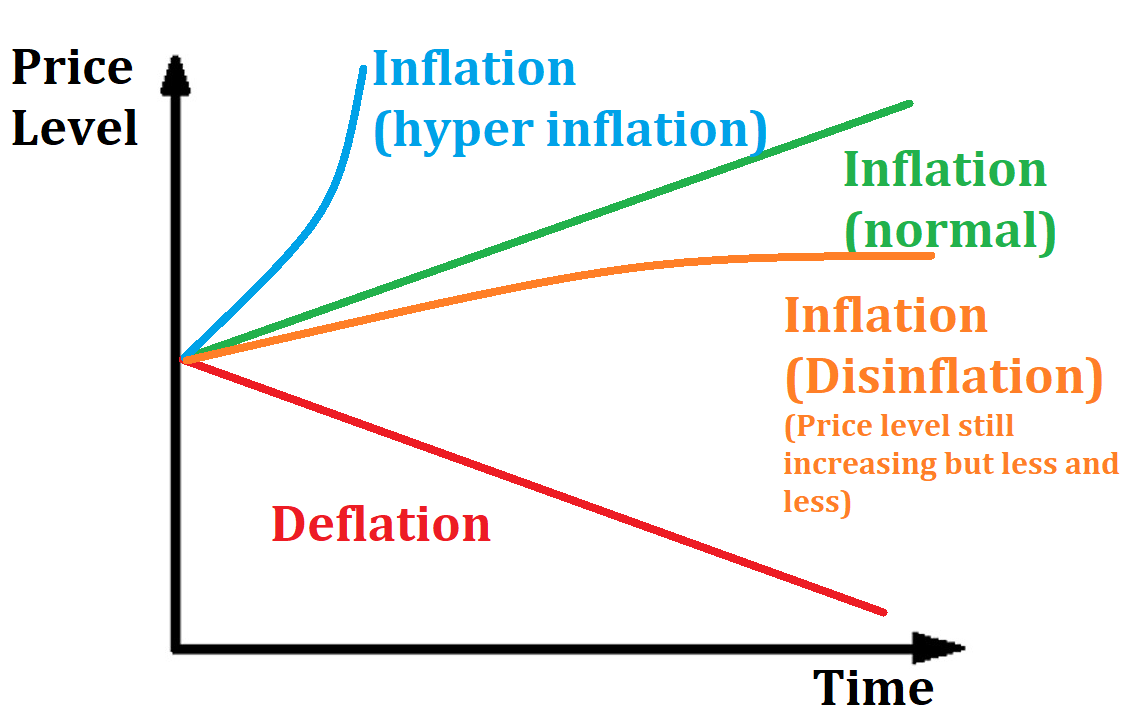 Price
Level
Inflation
(hyper inflation)
Inflation
(normal)
Inflation
(Disinflation)
(Price level still
increasing but less and
less)
Deflation
Time